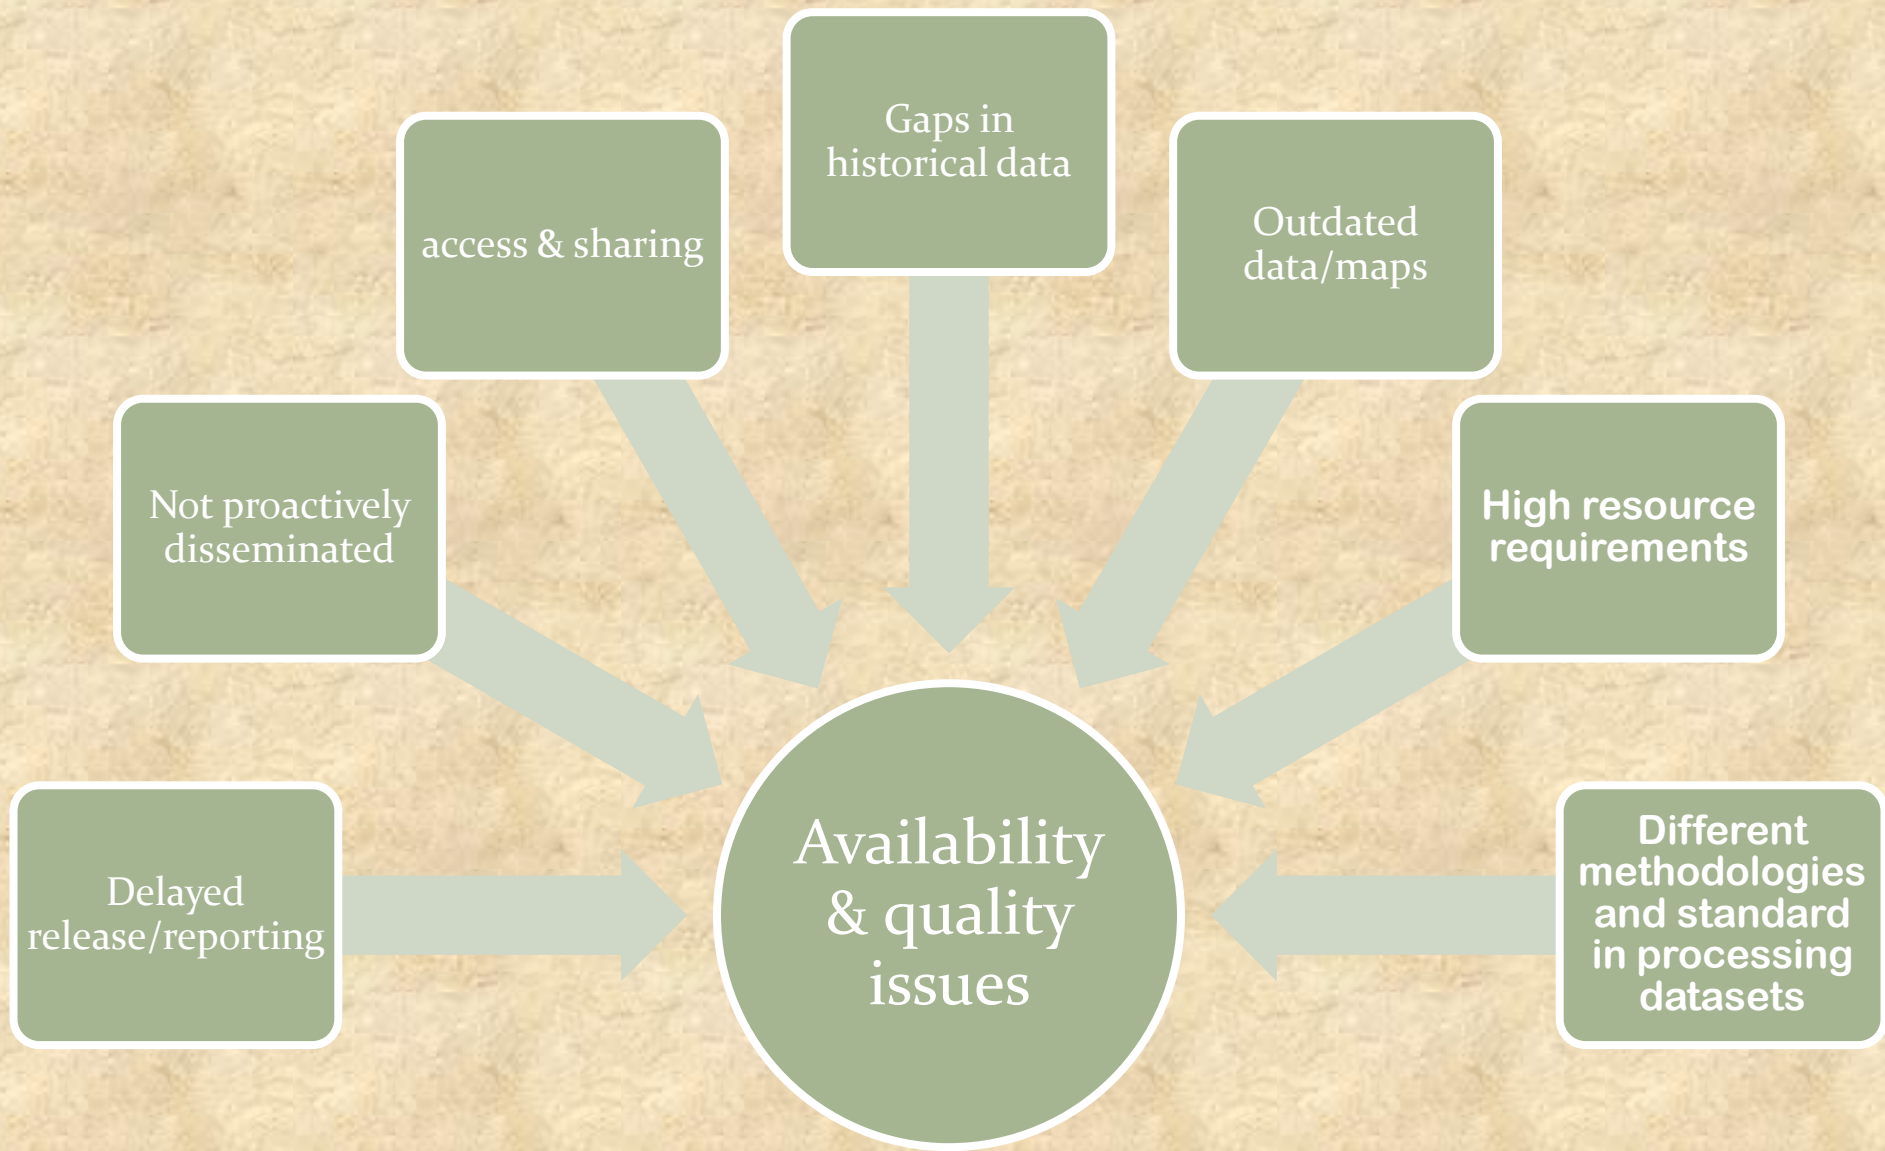 Gaps in
historical data
access & sharing
Outdated
data/maps
Not proactively
disseminated
High resource
requirements
Delayed
release/reporting
Availability
& quality
issues
Different
methodologies
and standard
in processing
datasets